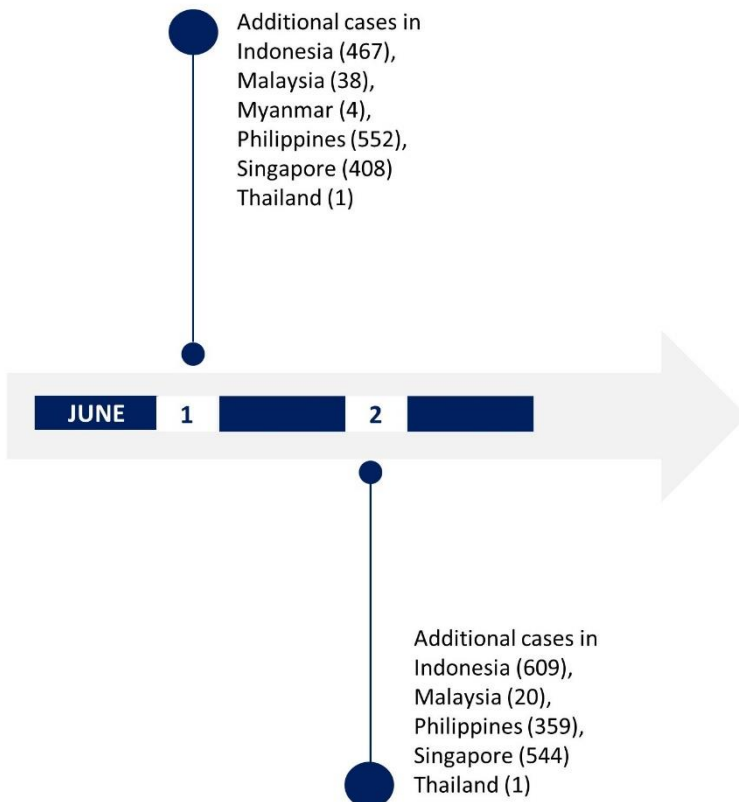 Additional cases in
Indonesia (467),
Malaysia (38),
Myanmar (4),
Philippines (552),
Singapore (408)
Thailand (1)
JUNE 1 2
Additional cases in
Indonesia (609),
Malaysia (20),
Philippines (359),
Singapore (544)
Thailand (1)